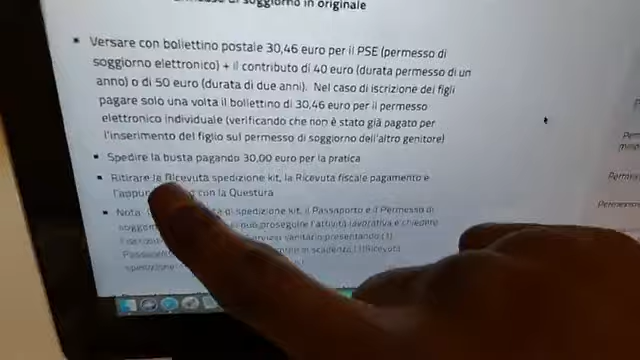 di soggiorno in originale
Versare con bollettino postale 30,46 euro per il PSE (permesso di
soggiorno elettronico) + il contributo di 40 euro (durata permesso di un
anno) o di 50 euro (durata di due anni). Nel caso di iscrizione dei figli
pagare solo una volta il bollettino di 30,46 euro per il permesso
elettronico individuale (verificando che non è stato già pagato per
l'inserimento del figlio sul permesso di soggiorno dell'altro genitore)
Spedire la busta pagando 30,00 euro per la pratica
Ritirare la Ricevuta spedizione kit, la Ricevuta fiscale pagamento e
con la Questura
Nota: di spedizione kit, il Passaporto e il Permesso di
può proseguire l'attività lavorativa e chiedere
sanitario presentando
in scadenza, Ricevuta